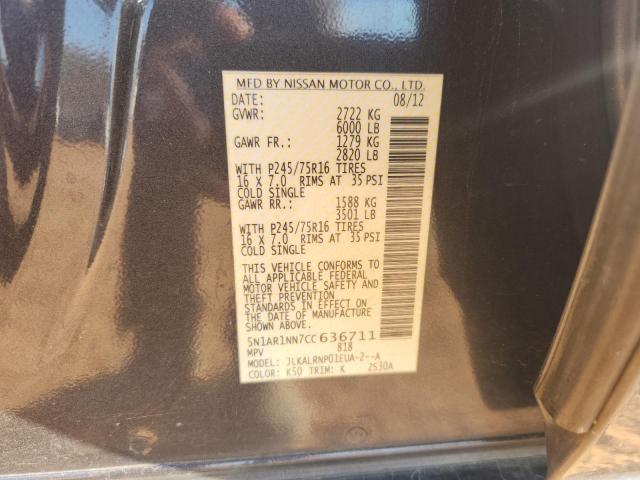 MFD BY NISSAN MOTOR CO., LTD.
DATE: 08/12
GVWR: 2722 KG
6000 LB
GAWR FR.: 1279 KG
2820 LB
WITH P245/75R16 TIRES
16 X 7.0 RIMS AT 35 PSI
COLD SINGLE
GAWR RR.: 1588 KG
3501 LB
WITH P245/75R16 TIRES
16 X 7.0 RIMS AT 35 PSI
COLD SINGLE
THIS VEHICLE CONFORMS TO
ALL APPLICABLE FEDERAL
MOTOR VEHICLE SAFETY AND
THEFT PREVENTION
STANDARDS IN EFFECT ON
THE DATE OF MANUFACTURE
SHOWN ABOVE.
5N1AR1NN7CC636711
MPV 818
MODEL: JLKALRNP01EUA-2--A
COLOR: K50 TRIM: K 2S30A